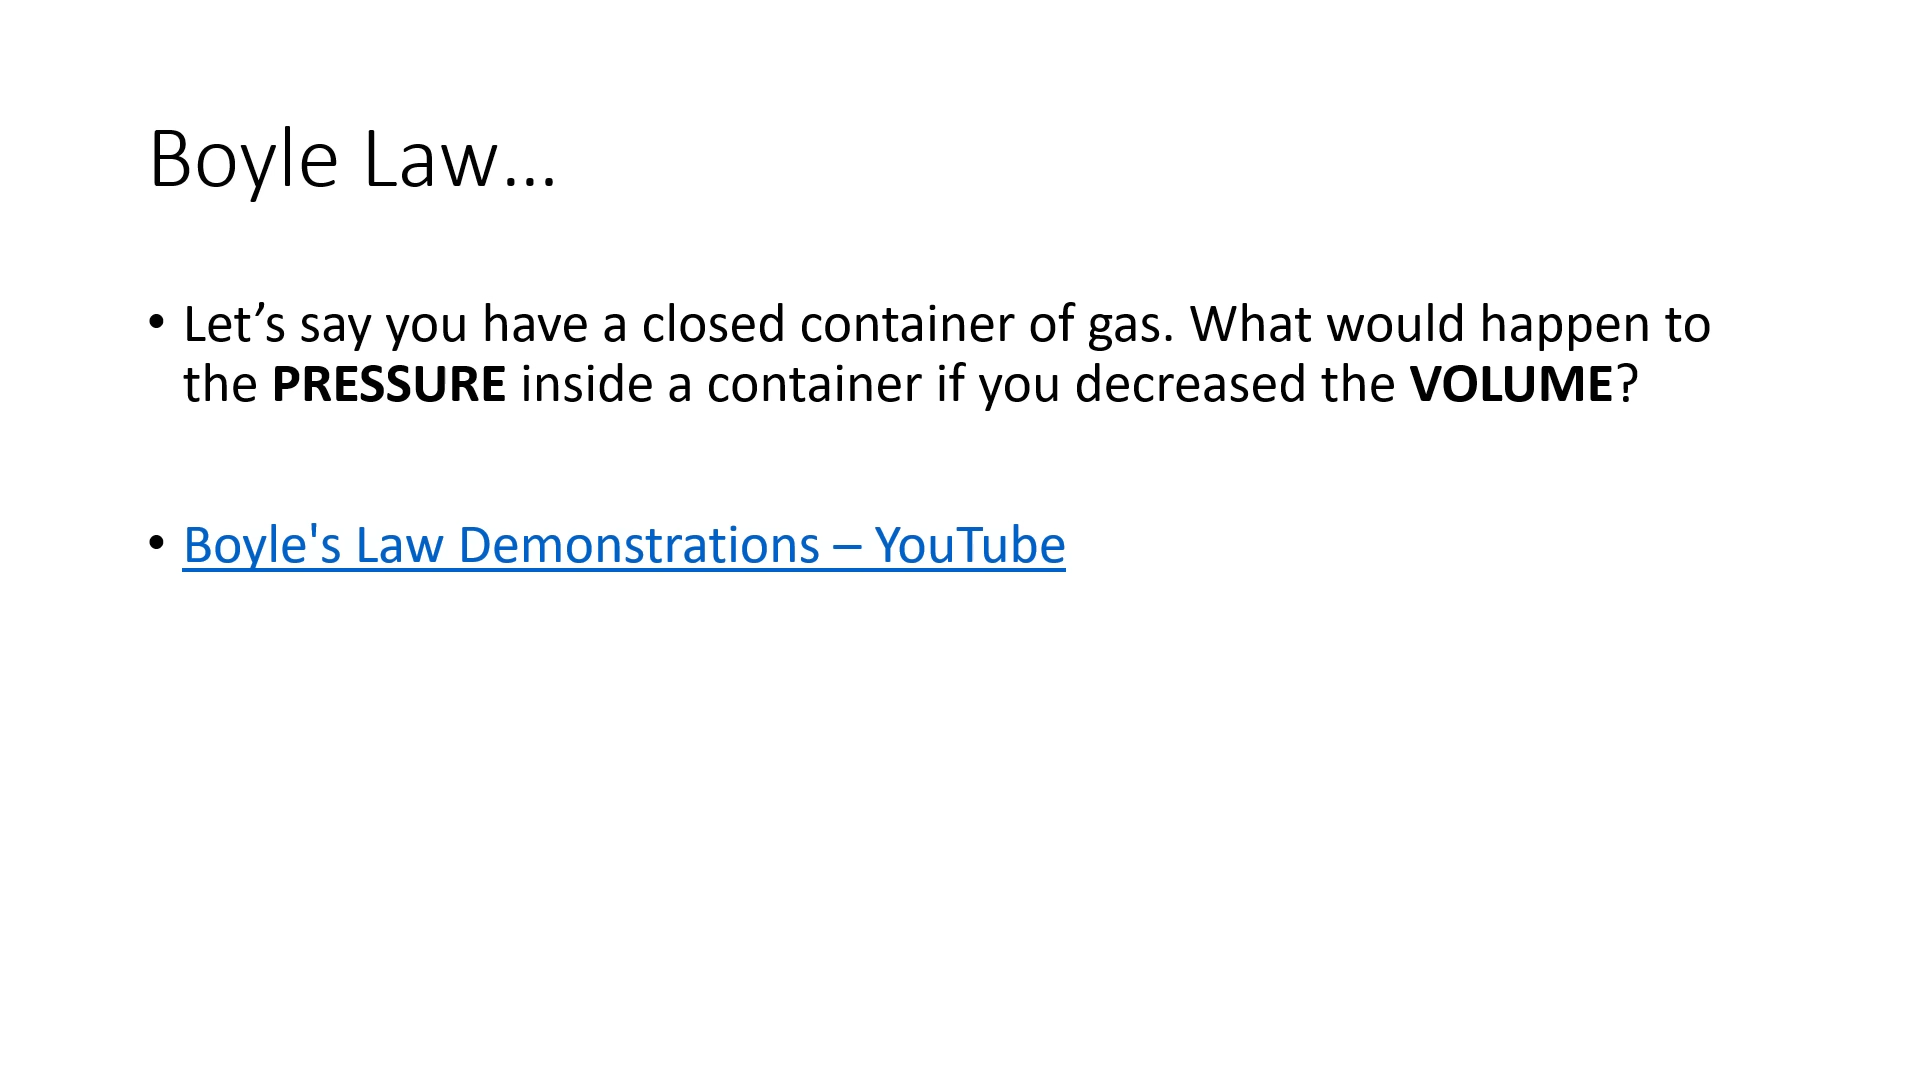 Boyle Law…
• Let’s say you have a closed container of gas. What would happen to
the PRESSURE inside a container if you decreased the VOLUME?
• Boyle's Law Demonstrations – YouTube